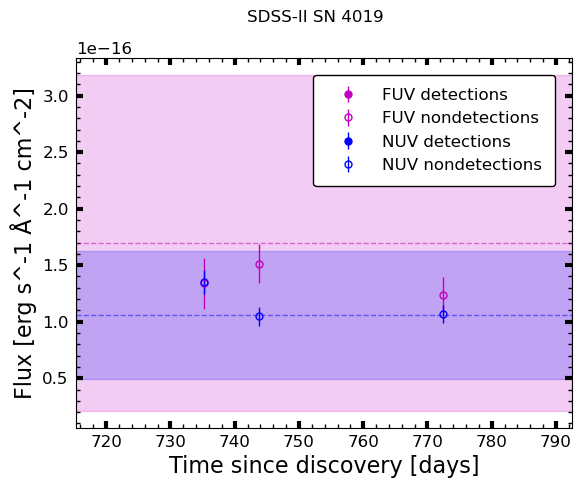 SDSS-II SN 4019
1e−16
3.0
2.5
2.0
1.5
1.0
0.5
Flux [erg s^-1 Å^-1 cm^-2]
FUV detections
FUV nondetections
NUV detections
NUV nondetections
720 730 740 750 760 770 780 790
Time since discovery [days]